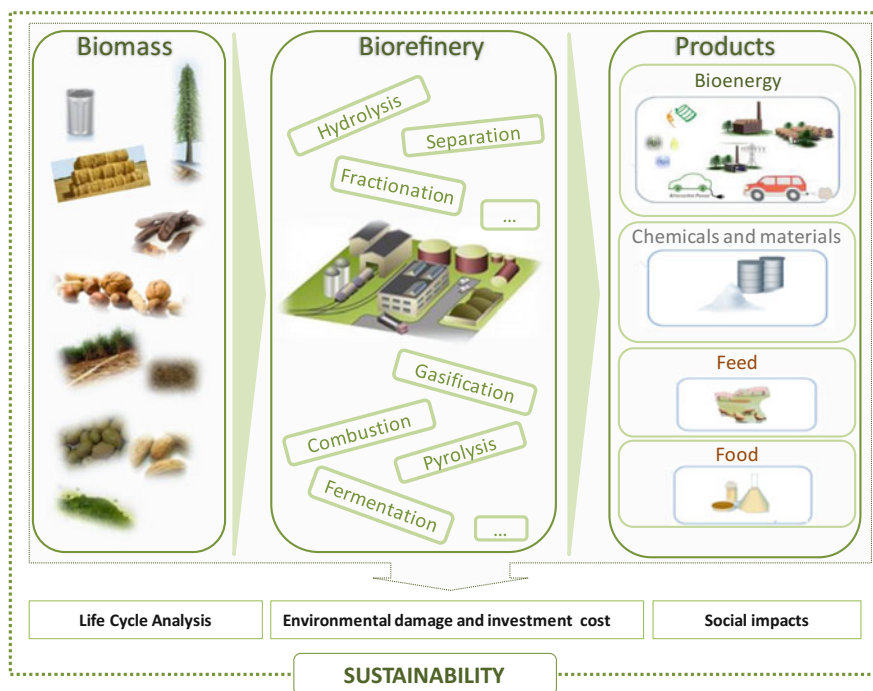 Biomass
Biorefinery
Products
Hydrolysis
Separation
Fractionation
...
Gasification
Combustion
Pyrolysis
Fermentation
...
Bioenergy
Chemicals and materials
Feed
Food
Life Cycle Analysis
Environmental damage and investment cost
Social impacts
SUSTAINABILITY